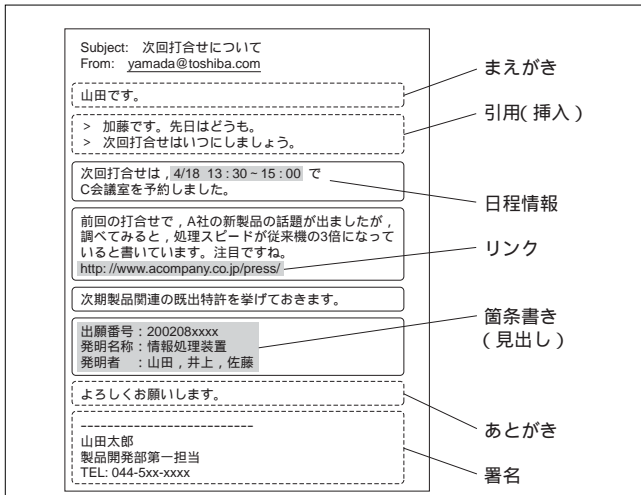 Subject: 次回打合せについて
From: yamada@toshiba.com
山田です。
> 加藤です。先日はどうも。
> 次回打合せはいつにしましょう。
次回打合せは，4/18 13：30～15：00 で
C会議室を予約しました。
前回の打合せで，A社の新製品の話題が出ましたが，
調べてみると，処理スピードが従来機の3倍になって
いると書いています。注目ですね。
http: //www.acompany.co.jp/press/
次期製品関連の既出特許を挙げておきます。
出願番号：200208xxxx
発明名称：情報処理装置
発明者　：山田，井上，佐藤
よろしくお願いします。
--------------------------
山田太郎
製品開発部第一担当
TEL: 044-5xx-xxxx
まえがき
引用(挿入)
日程情報
リンク
箇条書き
(見出し)
あとがき
署名